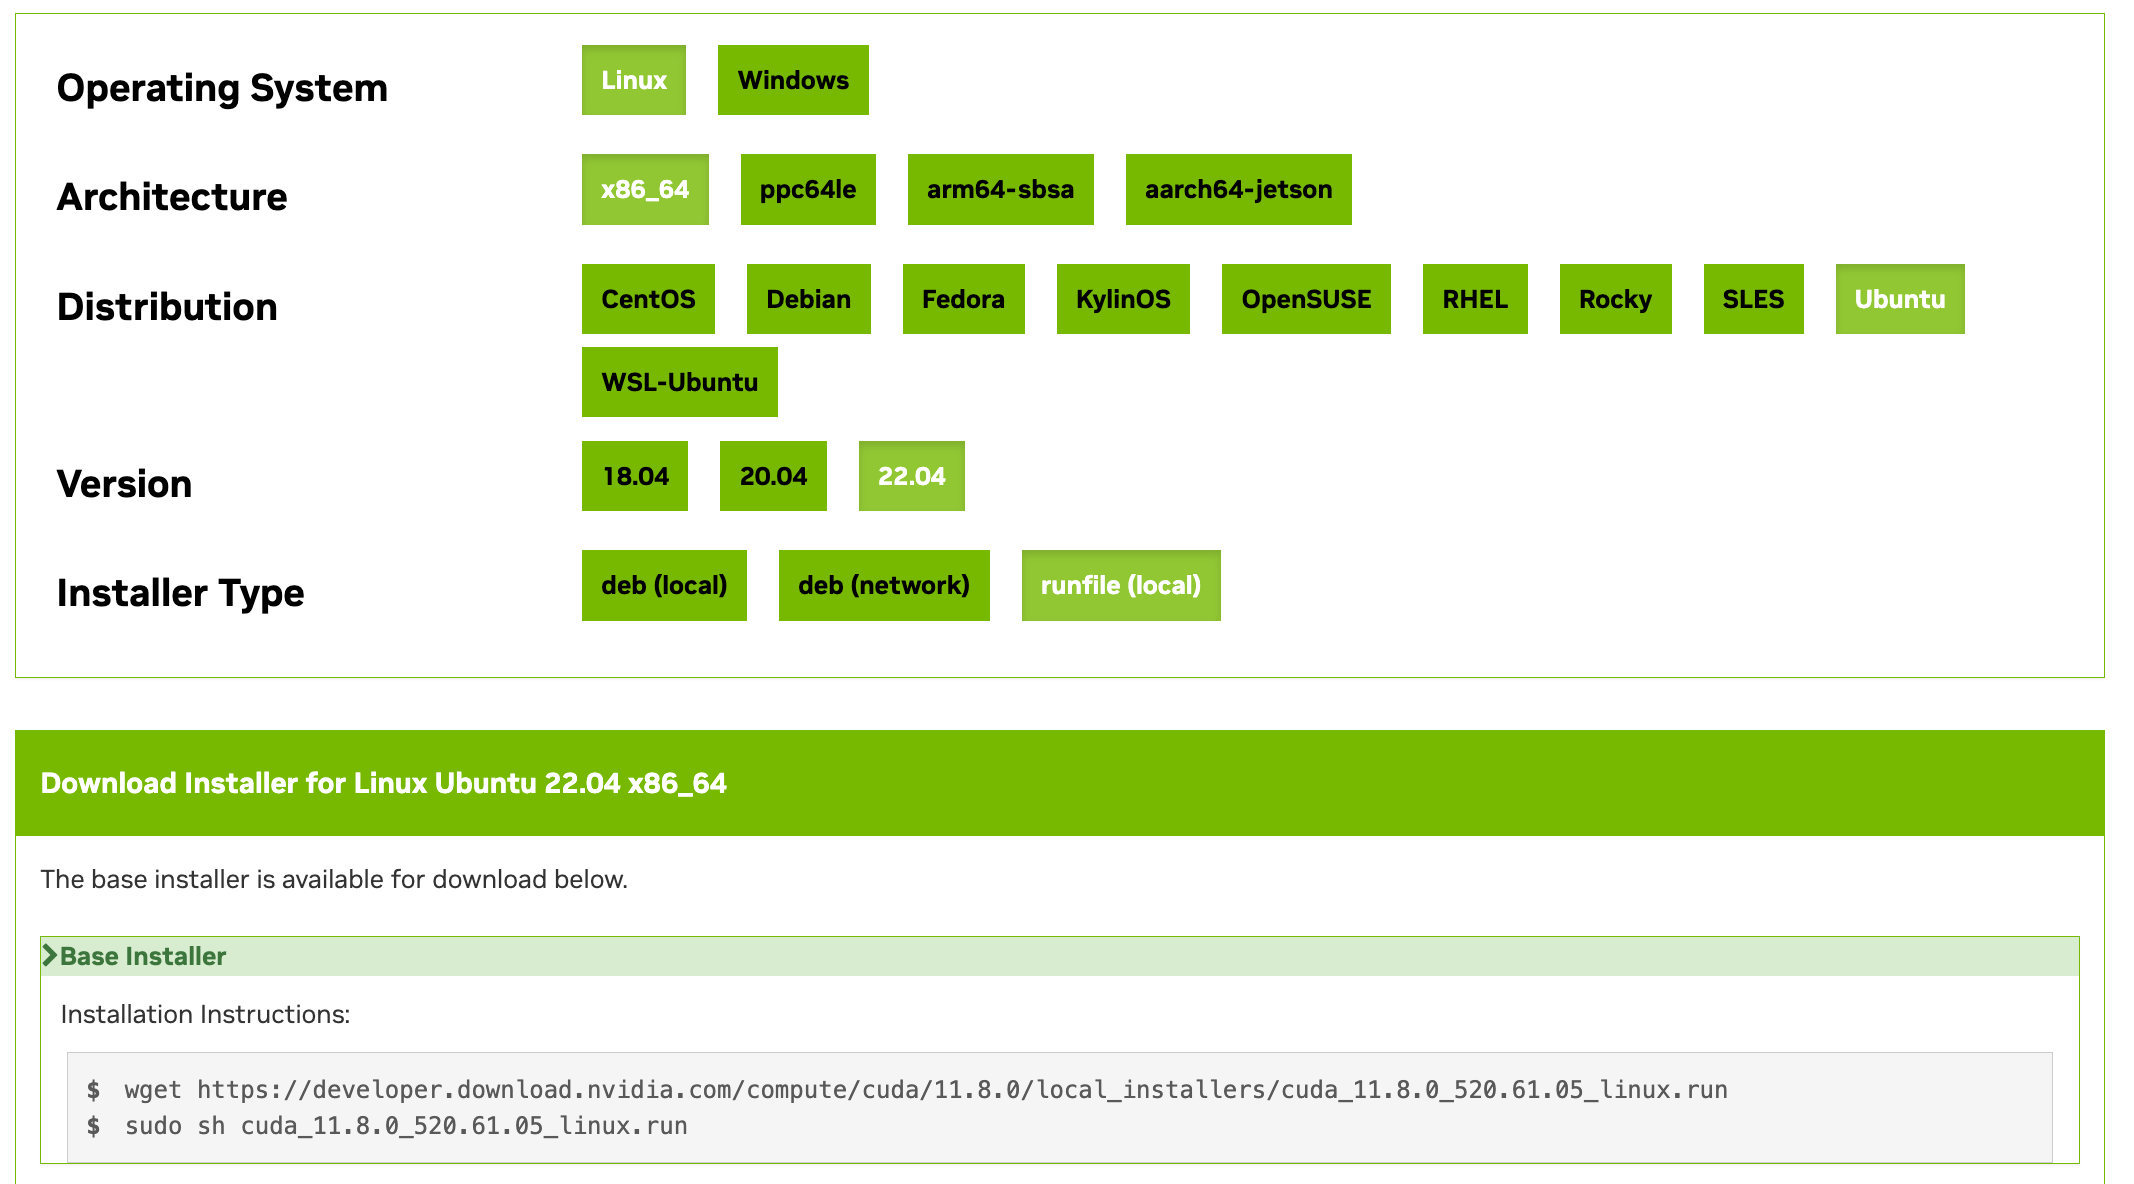 Operating System Linux Windows
Architecture x86_64 ppc64le arm64-sbsa aarch64-jetson
Distribution CentOS Debian Fedora KylinOS OpenSUSE RHEL Rocky SLES Ubuntu
WSL-Ubuntu
Version 18.04 20.04 22.04
Installer Type deb (local) deb (network) runfile (local)
Download Installer for Linux Ubuntu 22.04 x86_64
The base installer is available for download below.
Base Installer
Installation Instructions:
$ wget https://developer.download.nvidia.com/compute/cuda/11.8.0/local_installers/cuda_11.8.0_520.61.05_linux.run
$ sudo sh cuda_11.8.0_520.61.05_linux.run